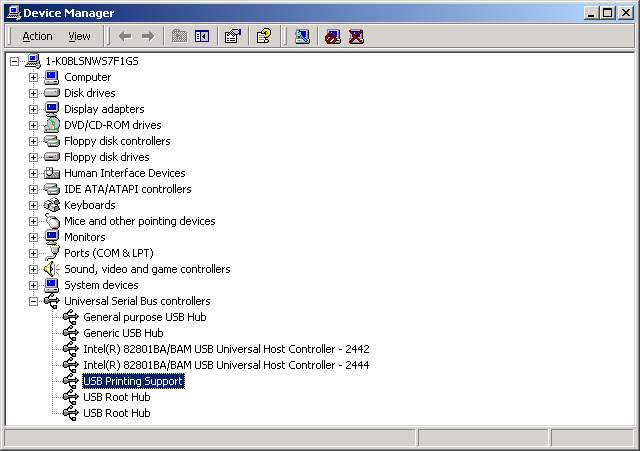 Device Manager
Action View
1-K0BLSNWS7F1GS
Computer
Disk drives
Display adapters
DVD/CD-ROM drives
Floppy disk controllers
Floppy disk drives
Human Interface Devices
IDE ATA/ATAPI controllers
Keyboards
Mice and other pointing devices
Monitors
Ports (COM & LPT)
Sound, video and game controllers
System devices
Universal Serial Bus controllers
General purpose USB Hub
Generic USB Hub
Intel(R) 82801BA/BAM USB Universal Host Controller - 2442
Intel(R) 82801BA/BAM USB Universal Host Controller - 2444
USB Printing Support
USB Root Hub
USB Root Hub